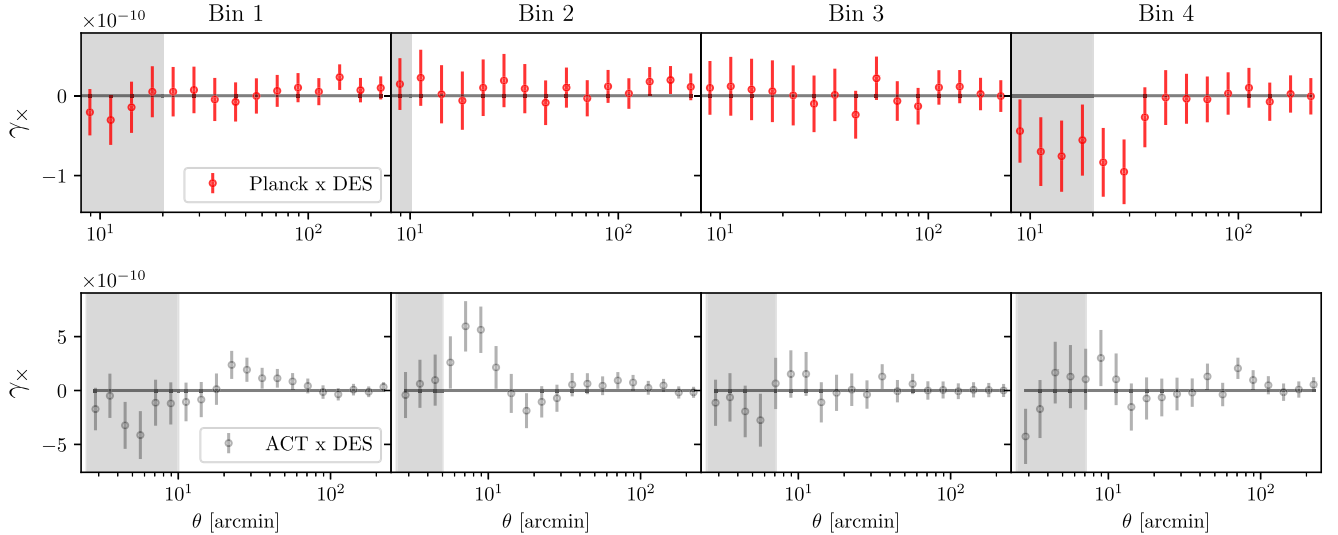 ×10⁻¹⁰ Bin 1 Bin 2 Bin 3 Bin 4
0
−1
γ×
Planck x DES
10¹ 10² 10¹ 10² 10¹ 10² 10¹ 10²
×10⁻¹⁰
5
0
−5
γ×
ACT x DES
10¹ 10² 10¹ 10² 10¹ 10² 10¹ 10²
θ [arcmin] θ [arcmin] θ [arcmin] θ [arcmin]